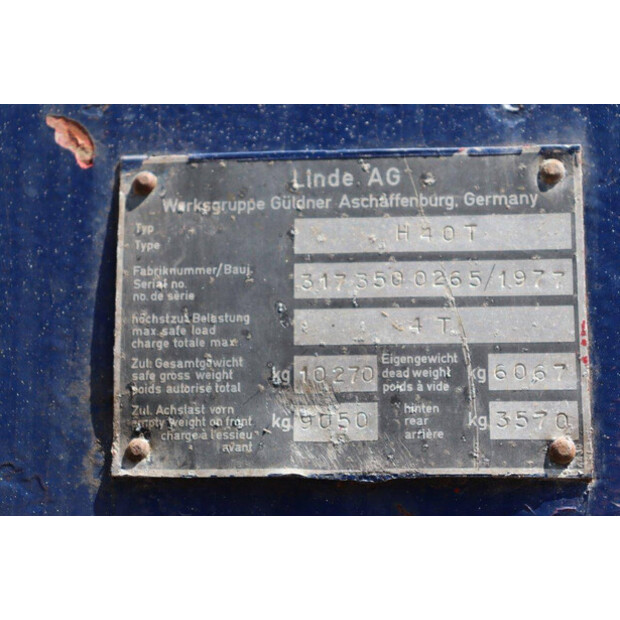 Linde AG
Werksgruppe Güldner Aschaffenburg, Germany
Typ
Type
H40T
Fabriknummer/Bauj.
Serial no.
no. de série
317 350 0265/1977
höchstzul Belastung
max. safe load
charge totale max.
4 T
Zul. Gesamtgewicht
safe gross weight
poids autorisé total
kg 10270
Eigengewicht
dead weight
poids à vide
kg 6067
Zul. Achslast vorn
empty weight on front
charge à l'essieu
avant
kg 9050
hinten
rear
arrière
kg 3570